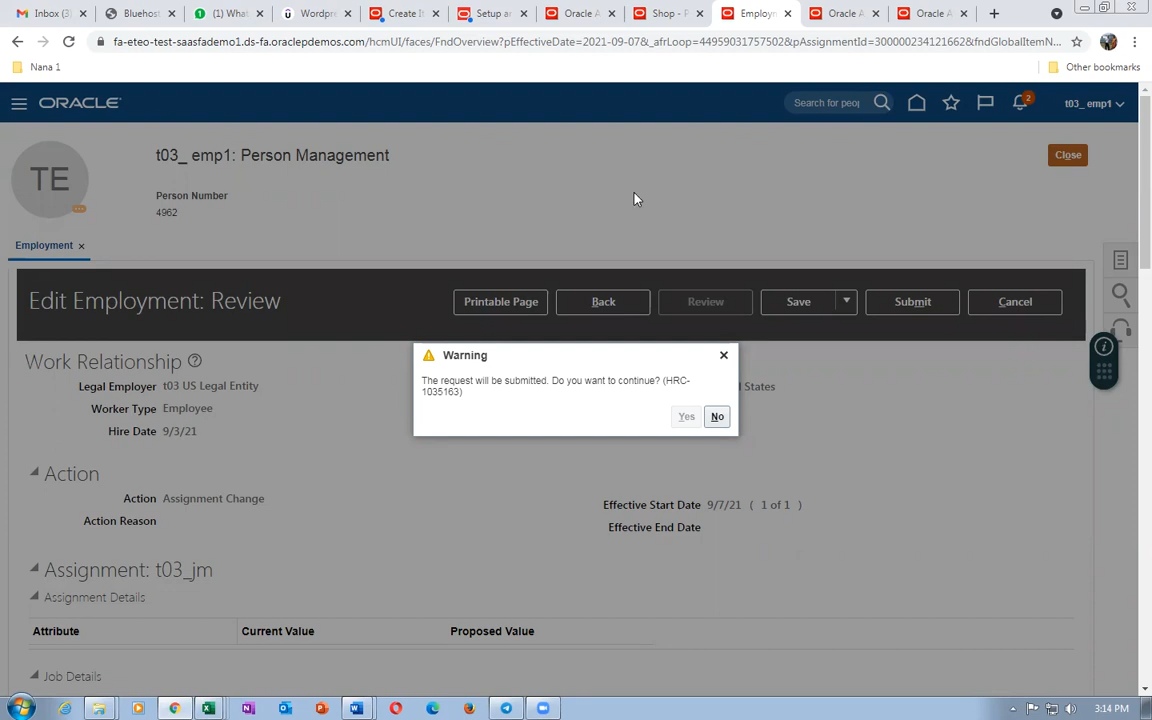 Inbox (3
Bluehost
(1) What
Wordpre
Create It
Setup ar
Oracle A
Shop - P
Employm
Oracle A
Oracle A
fa-eteo-test-saasfademo1.ds-fa.oraclepdemos.com/hcmUI/faces/FndOverview?pEffectiveDate=2021-09-07&_afrLoop=44959031757502&pAssignmentId=300000234121662&fndGlobalItemN...
Nana 1
Other bookmarks
ORACLE
Search for peop
2
t03_ emp1
TE
t03_ emp1: Person Management
Close
Person Number
4962
Employment
Edit Employment: Review
Printable Page
Back
Review
Save
Submit
Cancel
Work Relationship
Legal Employer t03 US Legal Entity
d States
Worker Type Employee
Hire Date 9/3/21
Warning
The request will be submitted. Do you want to continue? (HRC-
1035163)
Yes
No
Action
Action Assignment Change
Action Reason
Effective Start Date 9/7/21 ( 1 of 1 )
Effective End Date
Assignment: t03_jm
Assignment Details
Attribute
Current Value
Proposed Value
Job Details
3:14 PM